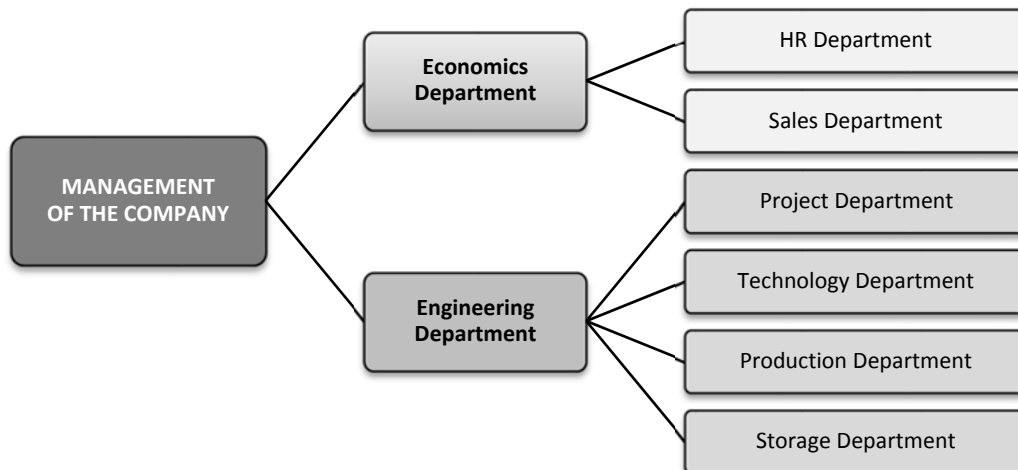 MANAGEMENT
OF THE COMPANY
Economics
Department
HR Department
Sales Department
Engineering
Department
Project Department
Technology Department
Production Department
Storage Department